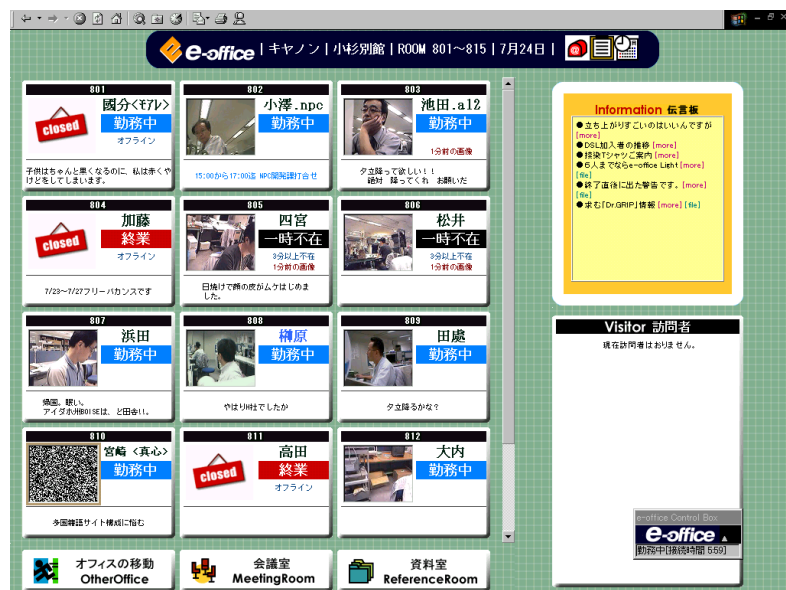 e-office | キヤノン | 小杉別館 | ROOM 801〜815 | 7月24日 |
801
國分<モアレ>
closed
勤務中
オフライン
子供はちゃんと黒くなるのに、私は赤くや
けどをしてしまいます。
802
小澤.npc
勤務中
15:00から17:00迄 NPC開発課打合せ
803
池田.a12
勤務中
1分前の画像
夕立降って欲しい！！
絶対 降ってくれ お願いだ
804
加藤
closed
終業
オフライン
7/23〜7/27フリーバカンスです
805
四宮
一時不在
3分以上不在
1分前の画像
日焼けで顔の皮がムケはじめま
した。
806
松井
一時不在
3分以上不在
1分前の画像
807
浜田
勤務中
帰国。眠い。
アイダホ州BOISEは、ど田舎!!。
808
榊原
勤務中
やはりH社でしたか
809
田處
勤務中
夕立降るかな？
810
宮崎 <真心>
勤務中
多国籍語サイト構成に悩む
811
高田
closed
終業
オフライン
812
大内
勤務中
オフィスの移動
OtherOffice
会議室
MeetingRoom
資料室
ReferenceRoom
Information 伝言板
●立ち上がりすごいのはいいんですが
[more]
●DSL加入者の推移 [more]
●技染Tシャツご案内 [more]
●6人までならe-office Light [more]
[file]
●終了直後に出た警告です。 [more]
[file]
●求む「Dr.GRIP」情報 [more] [file]
Visitor 訪問者
現在訪問者はおりません。
e-office Control Box
e-office
勤務中[接続時間 5:59]